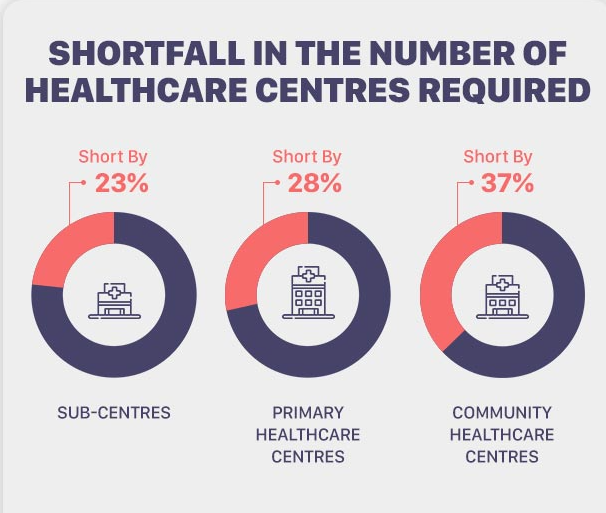 SHORTFALL IN THE NUMBER OF
HEALTHCARE CENTRES REQUIRED
Short By
23%
Short By
28%
Short By
37%
SUB-CENTRES
PRIMARY
HEALTHCARE
CENTRES
COMMUNITY
HEALTHCARE
CENTRES